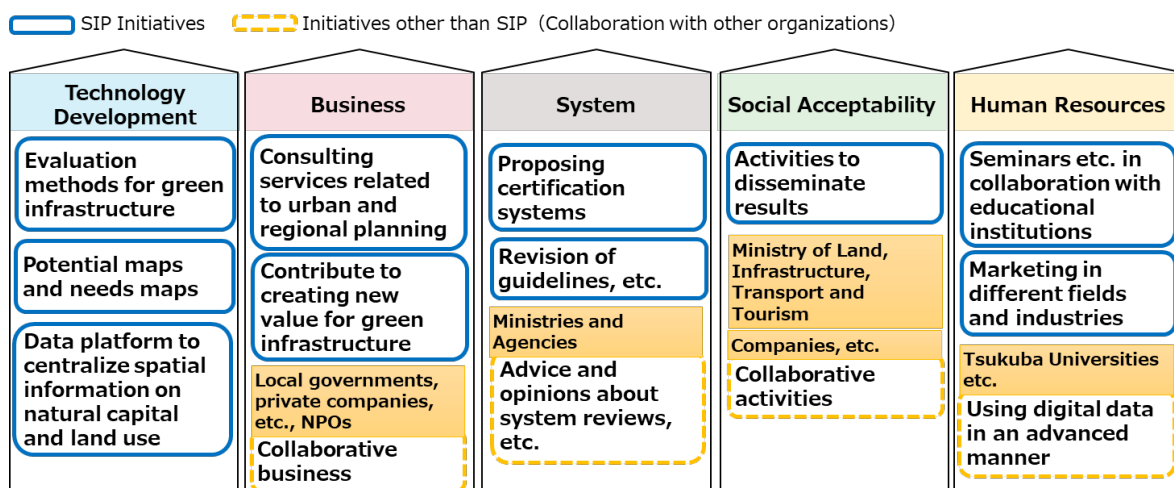 SIP Initiatives
Initiatives other than SIP（Collaboration with other organizations）
Technology
Development
Evaluation
methods for green
infrastructure
Potential maps
and needs maps
Data platform to
centralize spatial
information on
natural capital
and land use
Business
Consulting
services related
to urban and
regional planning
Contribute to
creating new
value for green
infrastructure
Local governments,
private companies,
etc., NPOs
Collaborative
business
System
Proposing
certification
systems
Revision of
guidelines, etc.
Ministries and
Agencies
Advice and
opinions about
system reviews,
etc.
Social Acceptability
Activities to
disseminate
results
Ministry of Land,
Infrastructure,
Transport and
Tourism
Companies, etc.
Collaborative
activities
Human Resources
Seminars etc. in
collaboration with
educational
institutions
Marketing in
different fields
and industries
Tsukuba Universities
etc.
Using digital data
in an advanced
manner